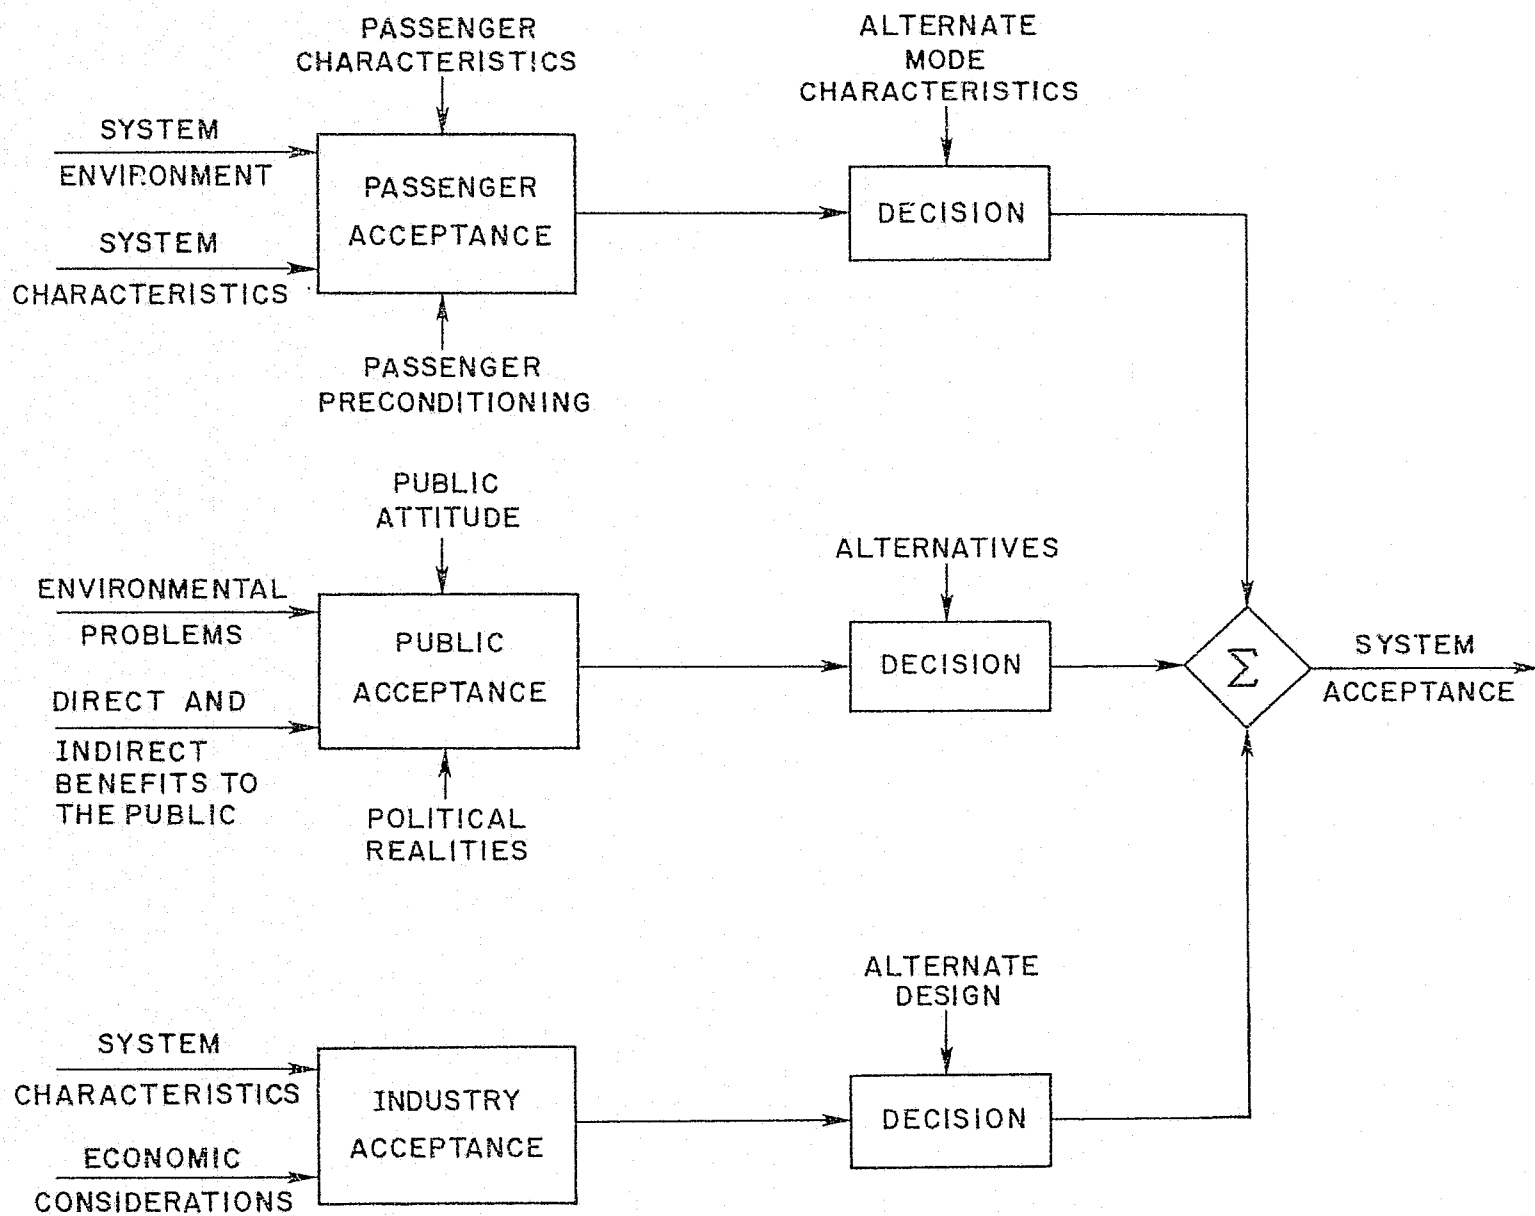 PASSENGER
CHARACTERISTICS
ALTERNATE
MODE
CHARACTERISTICS
SYSTEM
ENVIRONMENT
SYSTEM
CHARACTERISTICS
PASSENGER
ACCEPTANCE
DECISION
PASSENGER
PRECONDITIONING
PUBLIC
ATTITUDE
ENVIRONMENTAL
PROBLEMS
DIRECT AND
INDIRECT
BENEFITS TO
THE PUBLIC
PUBLIC
ACCEPTANCE
ALTERNATIVES
DECISION
Σ
SYSTEM
ACCEPTANCE
POLITICAL
REALITIES
ALTERNATE
DESIGN
SYSTEM
CHARACTERISTICS
ECONOMIC
CONSIDERATIONS
INDUSTRY
ACCEPTANCE
DECISION